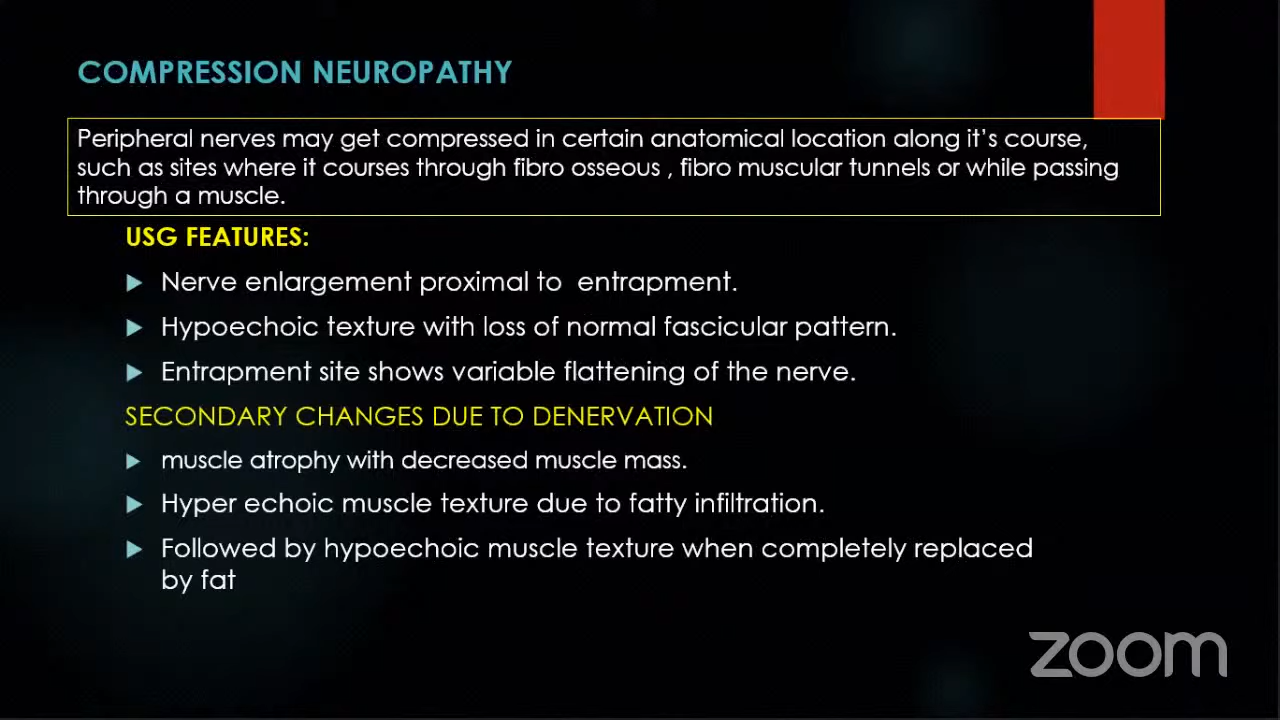 COMPRESSION NEUROPATHY
Peripheral nerves may get compressed in certain anatomical location along it's course,
such as sites where it courses through fibro osseous , fibro muscular tunnels or while passing
through a muscle.
USG FEATURES:
Nerve enlargement proximal to entrapment.
Hypoechoic texture with loss of normal fascicular pattern.
Entrapment site shows variable flattening of the nerve.
SECONDARY CHANGES DUE TO DENERVATION
muscle atrophy with decreased muscle mass.
Hyper echoic muscle texture due to fatty infiltration.
Followed by hypoechoic muscle texture when completely replaced
by fat
zoom